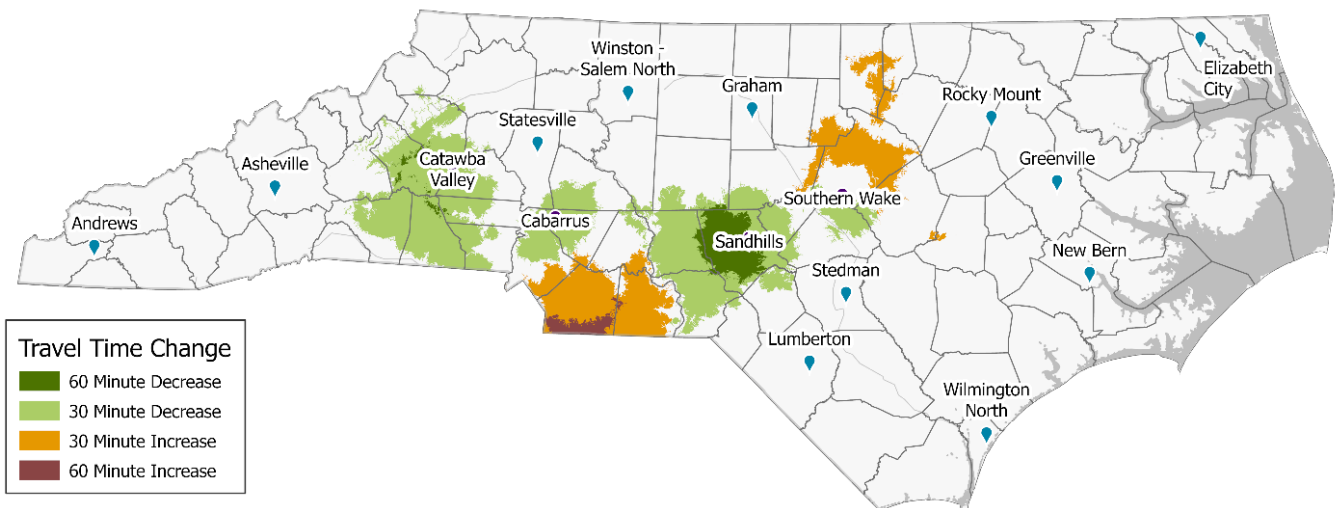 Winston -
Salem North
Elizabeth
City
Graham
Rocky Mount
Statesville
Asheville
Catawba
Valley
Greenville
Southern Wake
Andrews
Cabarrus
Sandhills
New Bern
Stedman
Lumberton
Wilmington
North
Travel Time Change
60 Minute Decrease
30 Minute Decrease
30 Minute Increase
60 Minute Increase